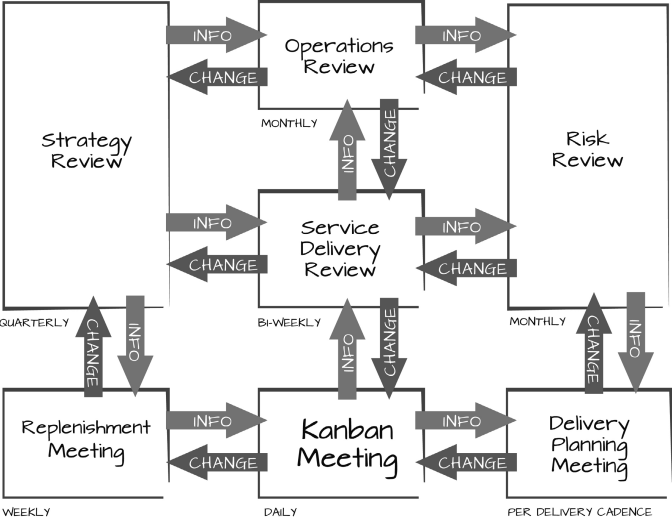 INFO
INFO
Operations
Review
CHANGE
CHANGE
MONTHLY
Strategy
Review
INFO
CHANGE
Risk
Review
INFO
INFO
Service
Delivery
Review
CHANGE
CHANGE
QUARTERLY
BI-WEEKLY
MONTHLY
CHANGE
INFO
INFO
CHANGE
CHANGE
INFO
Replenishment
Meeting
INFO
CHANGE
Kanban
Meeting
INFO
CHANGE
Delivery
Planning
Meeting
WEEKLY
DAILY
PER DELIVERY CADENCE